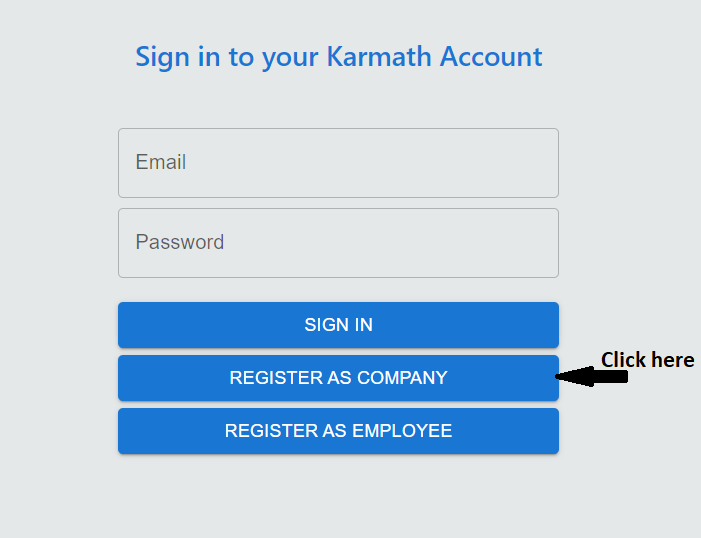 Sign in to your Karmath Account
Email
Password
SIGN IN
REGISTER AS COMPANY
Click here
REGISTER AS EMPLOYEE